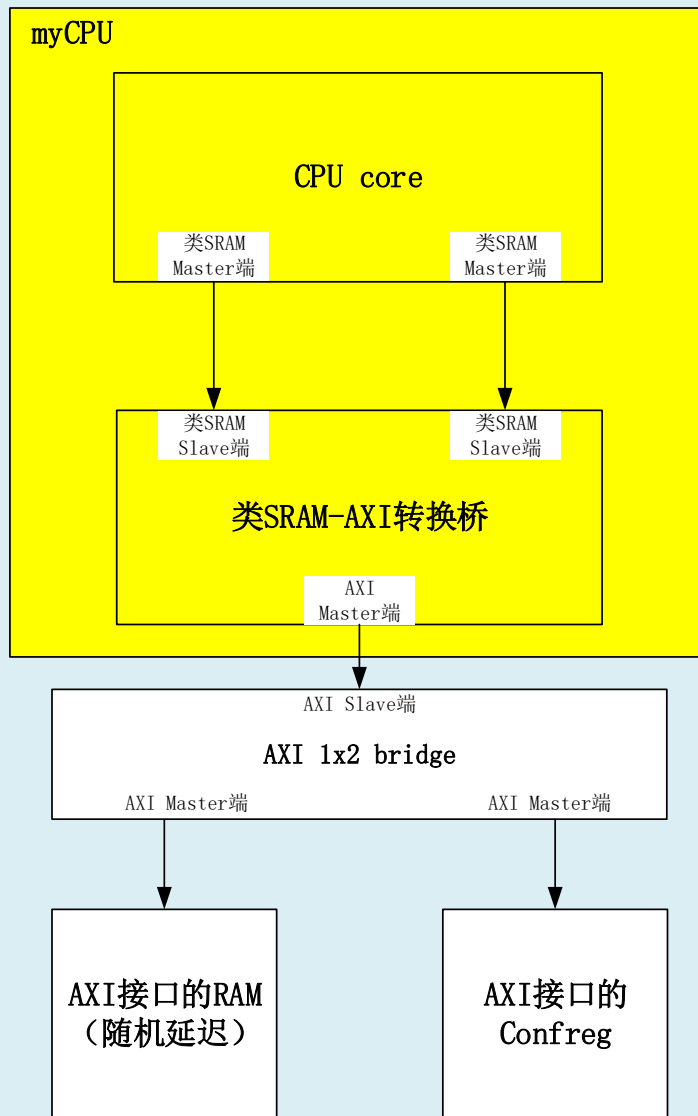 myCPU
CPU core
类SRAM
Master端
类SRAM
Master端
类SRAM
Slave端
类SRAM
Slave端
类SRAM-AXI转换桥
AXI
Master端
AXI Slave端
AXI 1x2 bridge
AXI Master端
AXI Master端
AXI接口的RAM
（随机延迟）
AXI接口的
Confreg